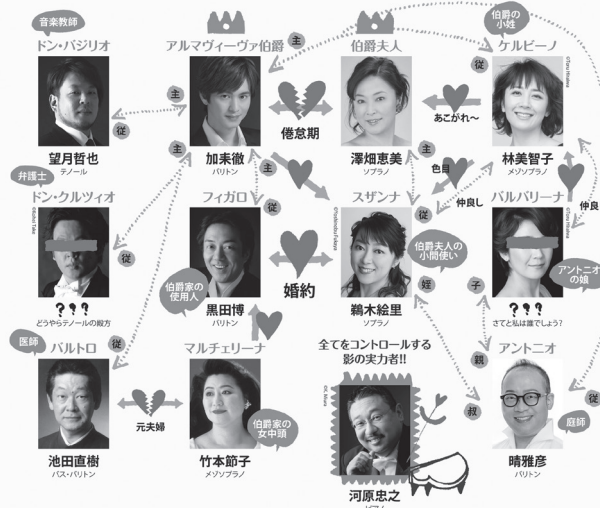 音楽教師
ドン・バジリオ
アルマヴィーヴァ伯爵
主
伯爵夫人
伯爵の
小姓
ケルビーノ
従
主
従
倦怠期
あこがれ〜
望月哲也
テノール
加耒徹
バリトン
澤畑恵美
ソプラノ
林美智子
メゾソプラノ
弁護士
ドン・クルツィオ
主
主
フィガロ
従
スザンナ
従
色目
仲良し
バルバリーナ
仲良し
従
伯爵家の
使用人
婚約
伯爵夫人の
小間使い
アントニオ
の娘
???
どうやらテノールの殿方
黒田博
バリトン
鵜木絵里
ソプラノ
姪
子
???
さてと私は誰でしょう?
医師
バルトロ
従
マルチェリーナ
全てをコントロールする
影の実力者!!
親
アントニオ
従
元夫婦
伯爵家の
女中頭
叔
庭師
池田直樹
バス・バリトン
竹本節子
メゾソプラノ
河原忠之
ピアノ
晴雅彦
バリトン